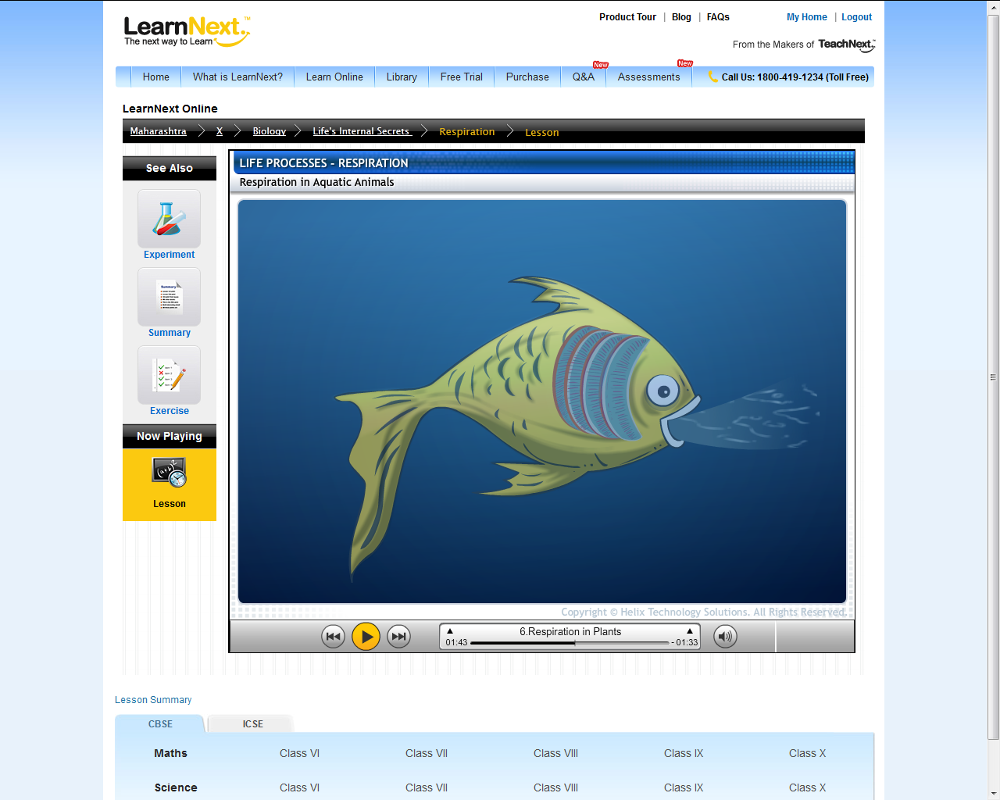 LearnNext.™
The next way to Learn
Product Tour | Blog | FAQs
My Home | Logout
From the Makers of TeachNext.™
Home
What is LearnNext?
Learn Online
Library
Free Trial
Purchase
Q&A
New
Assessments
New
Call Us: 1800-419-1234 (Toll Free)
LearnNext Online
Maharashtra
X
Biology
Life's Internal Secrets
Respiration
Lesson
See Also
Experiment
Summary
Summary
Exercise
Now Playing
(a+b)2
Lesson
LIFE PROCESSES - RESPIRATION
Respiration in Aquatic Animals
Copyright © Helix Technology Solutions. All Rights Reserved.
6.Respiration in Plants
01:43
- 01:33
Lesson Summary
CBSE
ICSE
Maths Class VI Class VII Class VIII Class IX Class X
Science Class VI Class VII Class VIII Class IX Class X